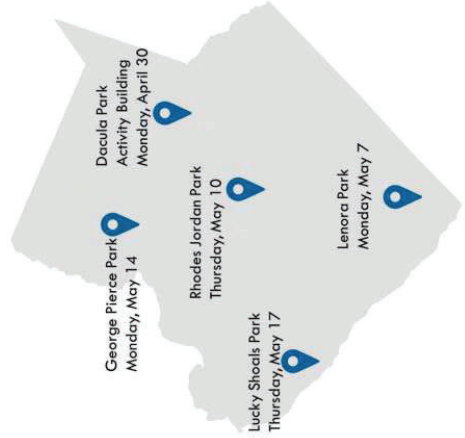 George Pierce Park
Monday, May 14
Dacula Park
Activity Building
Monday, April 30
Rhodes Jordan Park
Thursday, May 10
Lucky Shoals Park
Thursday, May 17
Lenora Park
Monday, May 7